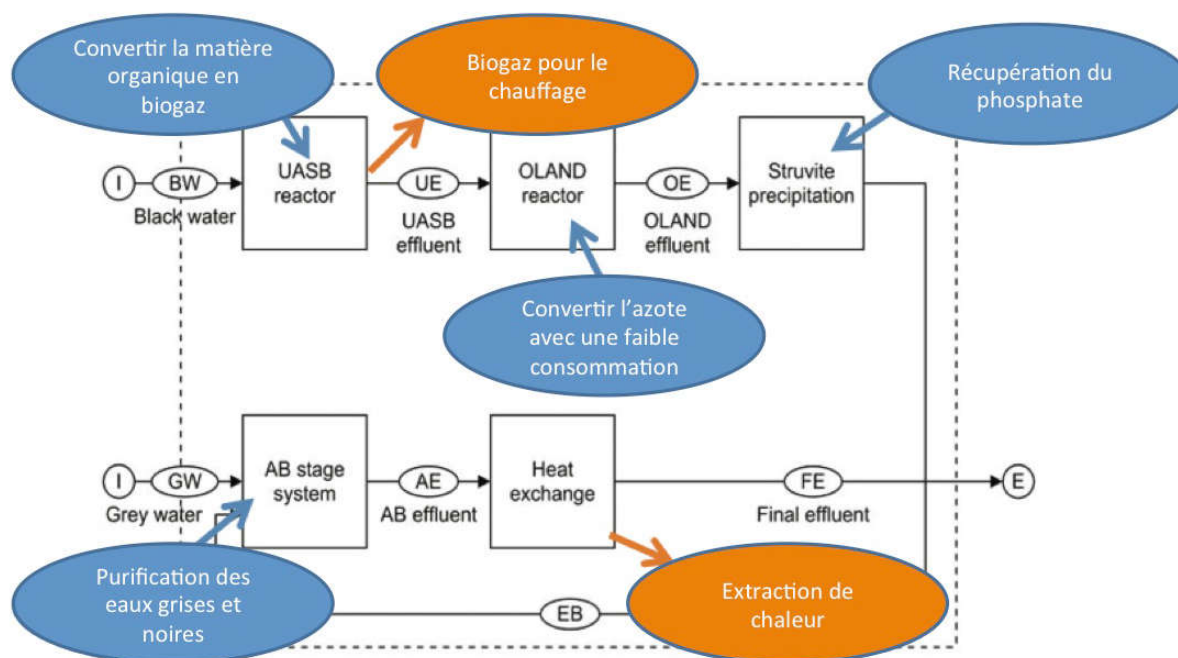 Convertir la matière
organique en
biogaz
Biogaz pour le
chauffage
Récupération du
phosphate
I
BW
Black water
UASB
reactor
UE
UASB
effluent
OLAND
reactor
OE
OLAND
effluent
Struvite
precipitation
Convertir l'azote
avec une faible
consommation
I
GW
Grey water
AB stage
system
AE
AB effluent
Heat
exchange
FE
Final effluent
E
Purification des
eaux grises et
noires
EB
Extraction de
chaleur